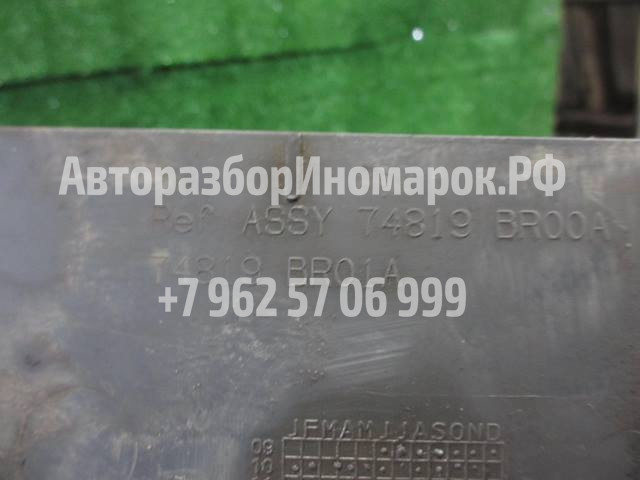 АвторазборИномарок.РФ
Ref ASSY 74819 BR00A
74819 BR01A
+7 962 57 06 999
JFMAMJJASOND
09
10